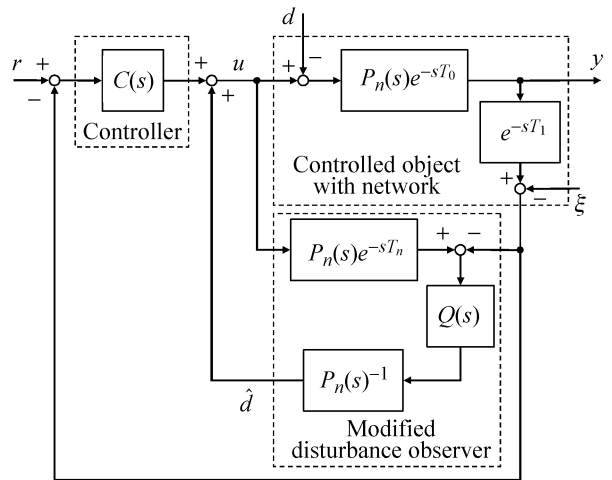 d
r + − C(s) + + u + − P_n(s)e^{−sT_0} y
Controller
e^{−sT_1}
Controlled object
with network
+ − ξ
P_n(s)e^{−sT_n} + −
Q(s)
P_n(s)^{−1}
d̂
Modified
disturbance observer